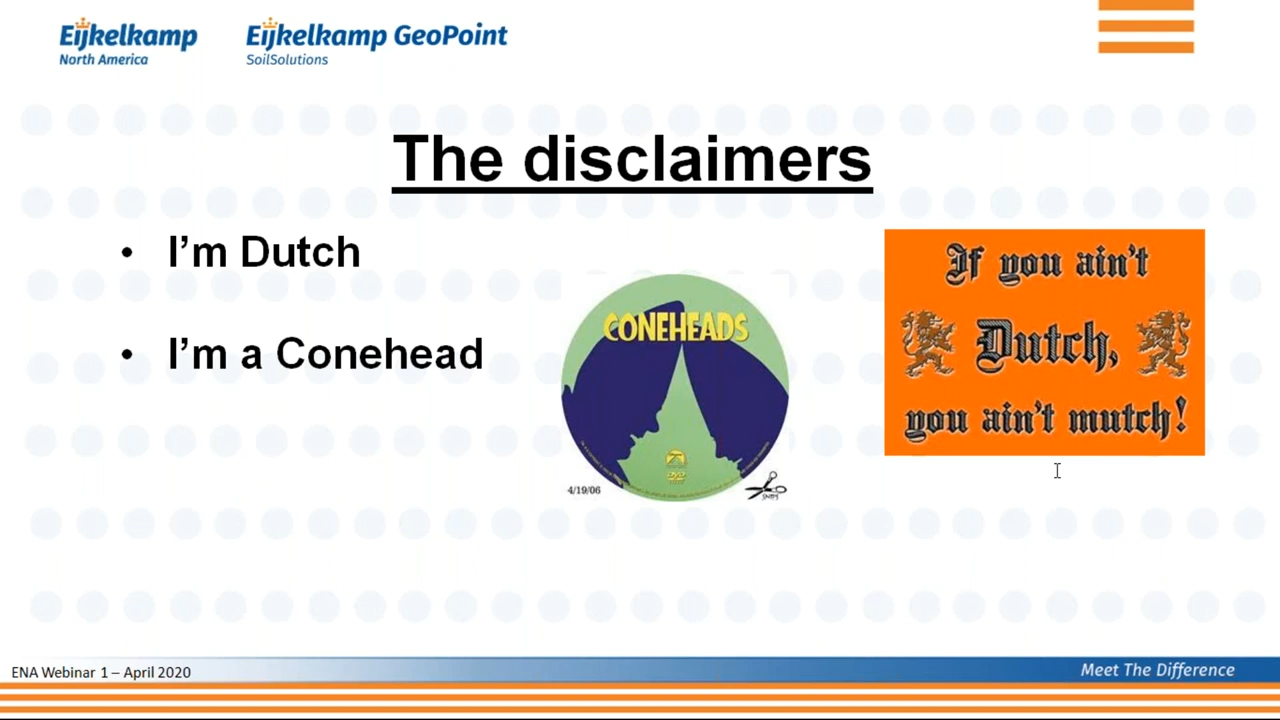 Eijkelkamp
North America
Eijkelkamp GeoPoint
SoilSolutions
The disclaimers
• I'm Dutch
• I'm a Conehead
CONEHEADS
DVD
4/19/06
If you ain't
Dutch,
you ain't mutch!
ENA Webinar 1 – April 2020
Meet The Difference